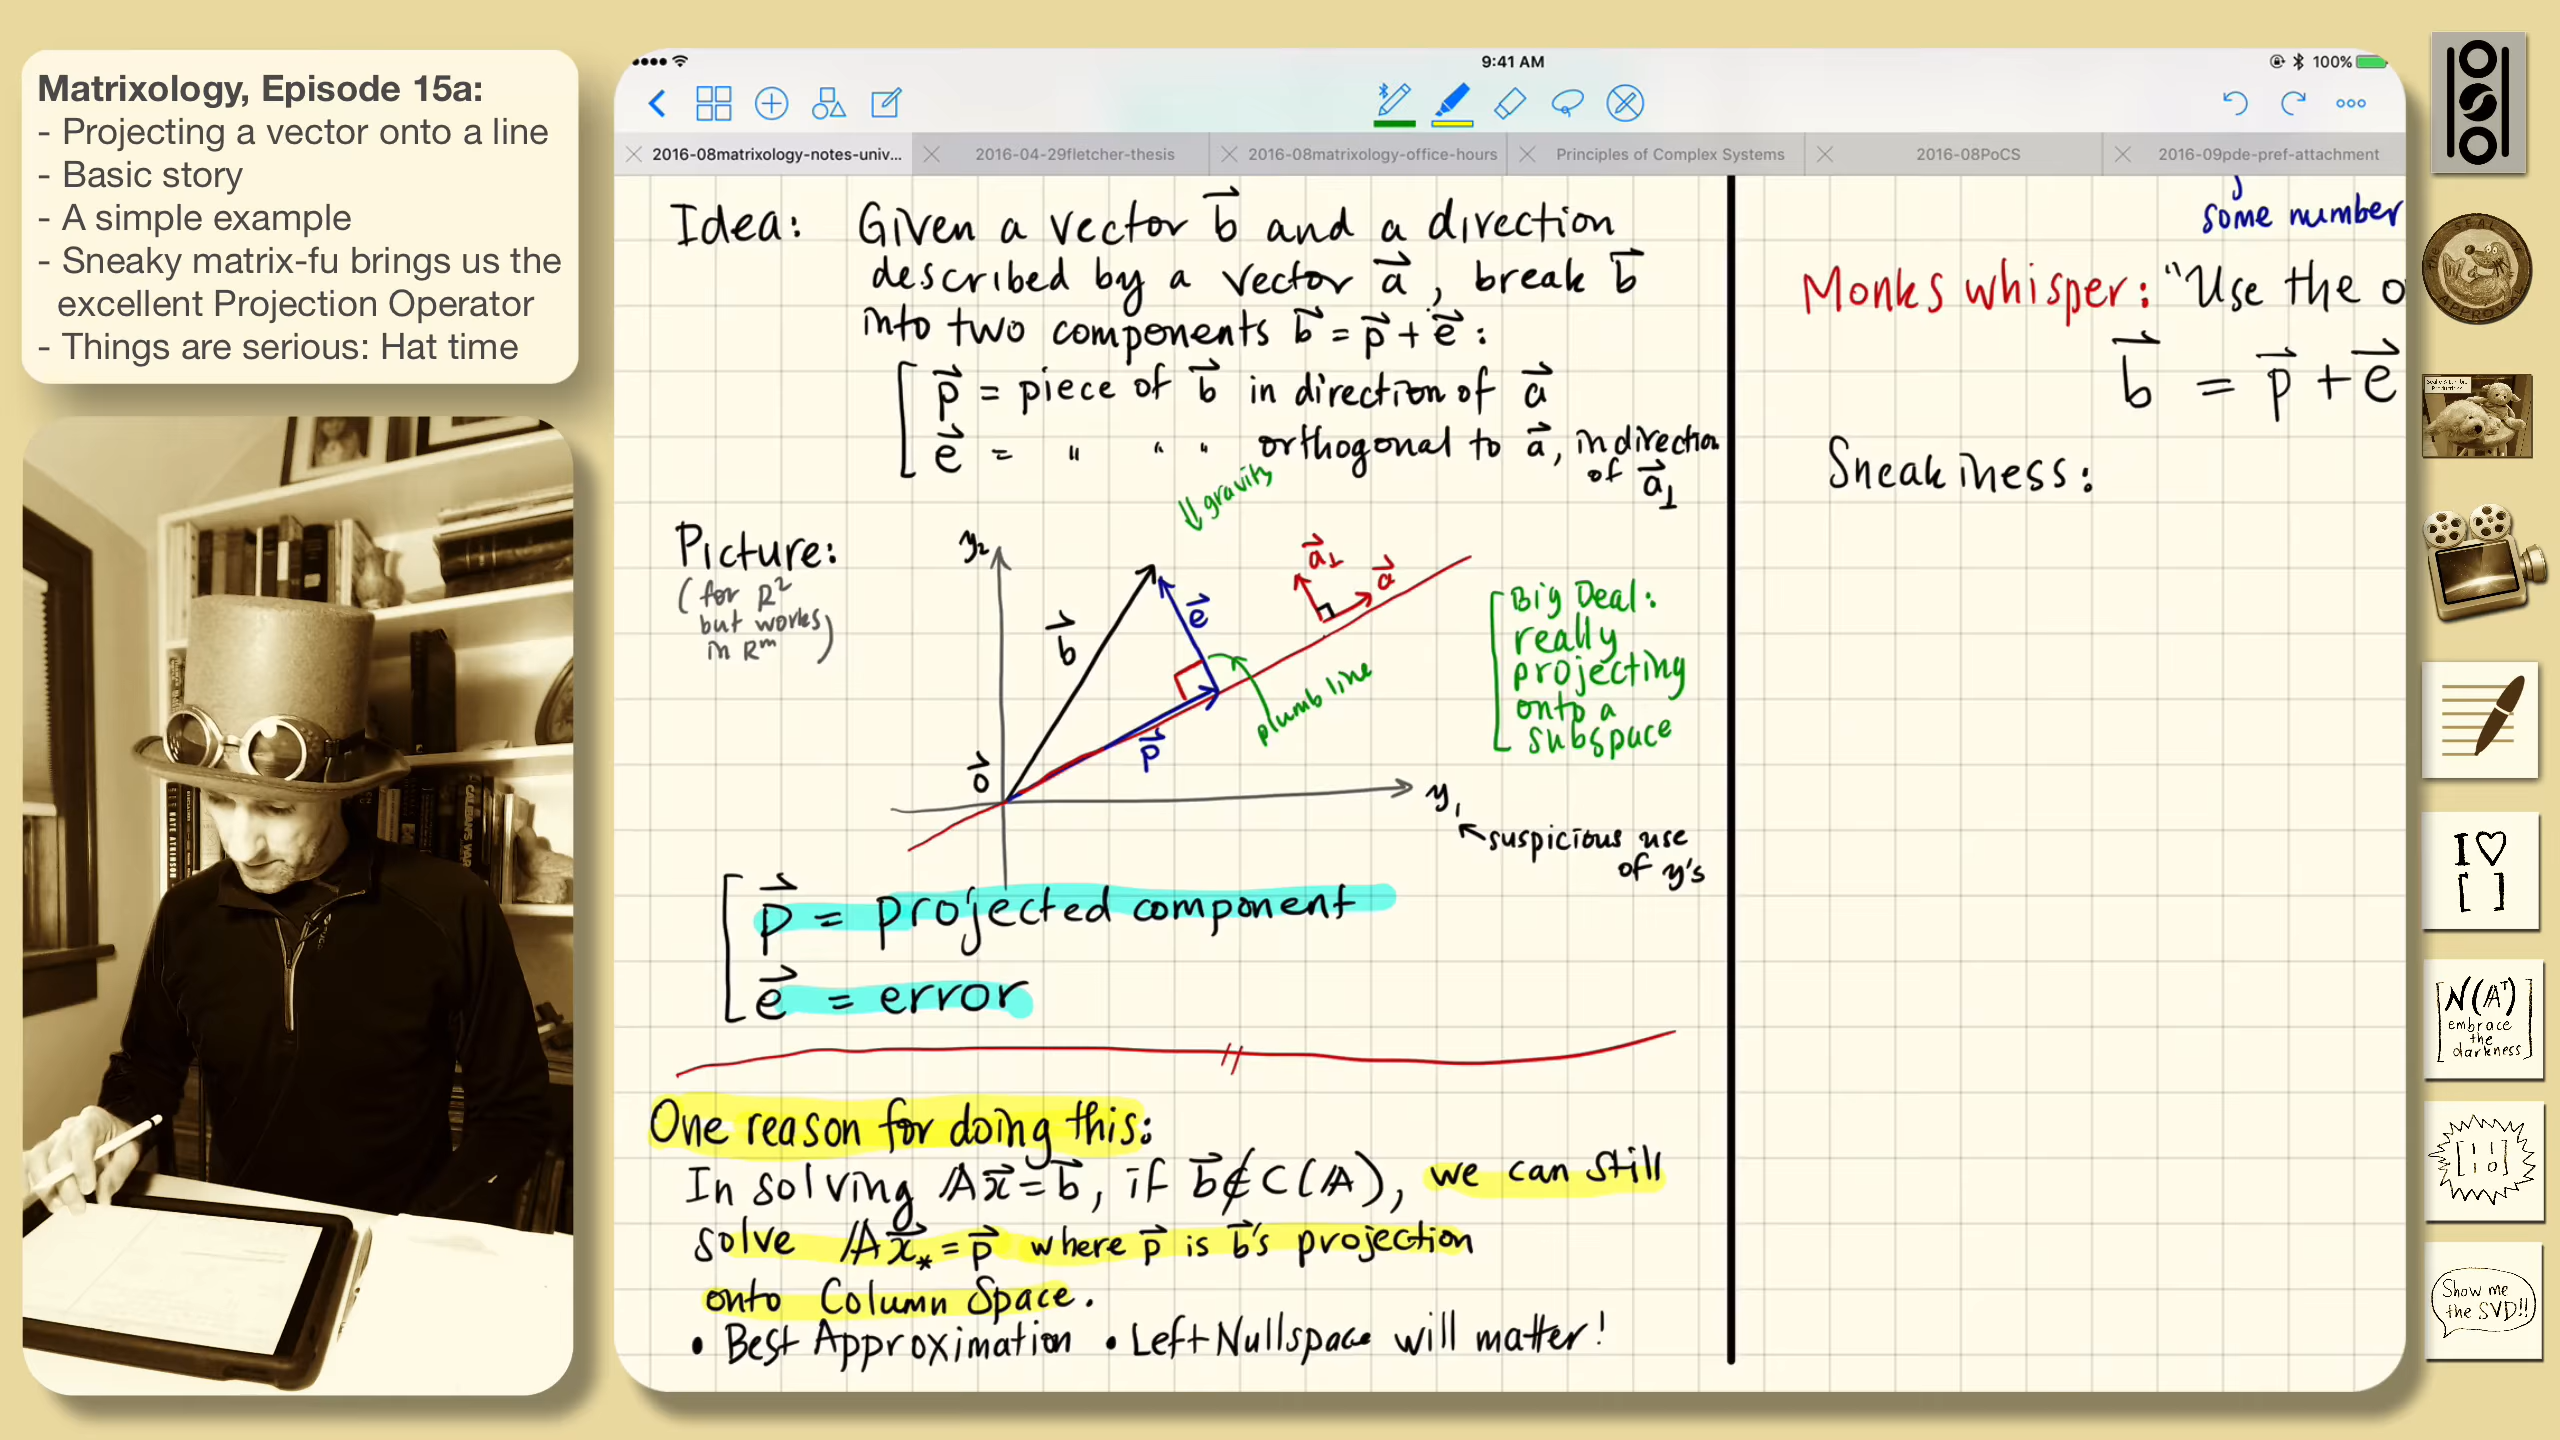 Matrixology, Episode 15a:
- Projecting a vector onto a line
- Basic story
- A simple example
- Sneaky matrix-fu brings us the
excellent Projection Operator
- Things are serious: Hat time
9:41 AM
100%
2016-08matrixology-notes-univ...
2016-04-29fletcher-thesis
2016-08matrixology-office-hours
Principles of Complex Systems
2016-08PoCS
2016-09pde-pref-attachment
Idea: Given a vector b⃗ and a direction
described by a vector a⃗, break b⃗
into two components b⃗ = p⃗ + e⃗ :
p⃗ = piece of b⃗ in direction of a⃗
e⃗ = " " " orthogonal to a⃗, in direction
of a⃗⊥
⇓ gravity
Picture:
(for R²
but works
in Rᵐ)
y₂
b⃗
e⃗
a⃗⊥
a⃗
p⃗
0⃗
plumb line
y₁
Big Deal:
really
projecting
onto a
subspace
suspicious use
of y's
p⃗ = projected component
e⃗ = error
One reason for doing this:
In solving 𝔸x⃗ = b⃗, if b⃗ ∉ C(𝔸), we can still
solve 𝔸x⃗* = p⃗ where p⃗ is b⃗'s projection
onto Column Space.
• Best Approximation • Left Nullspace will matter!
some number
Monks whisper: "Use the o
b⃗ = p⃗ + e⃗
Sneakiness:
I ♡
[ ]
N(𝔸ᵀ)
embrace
the
darkness
Show me
the SVD!!